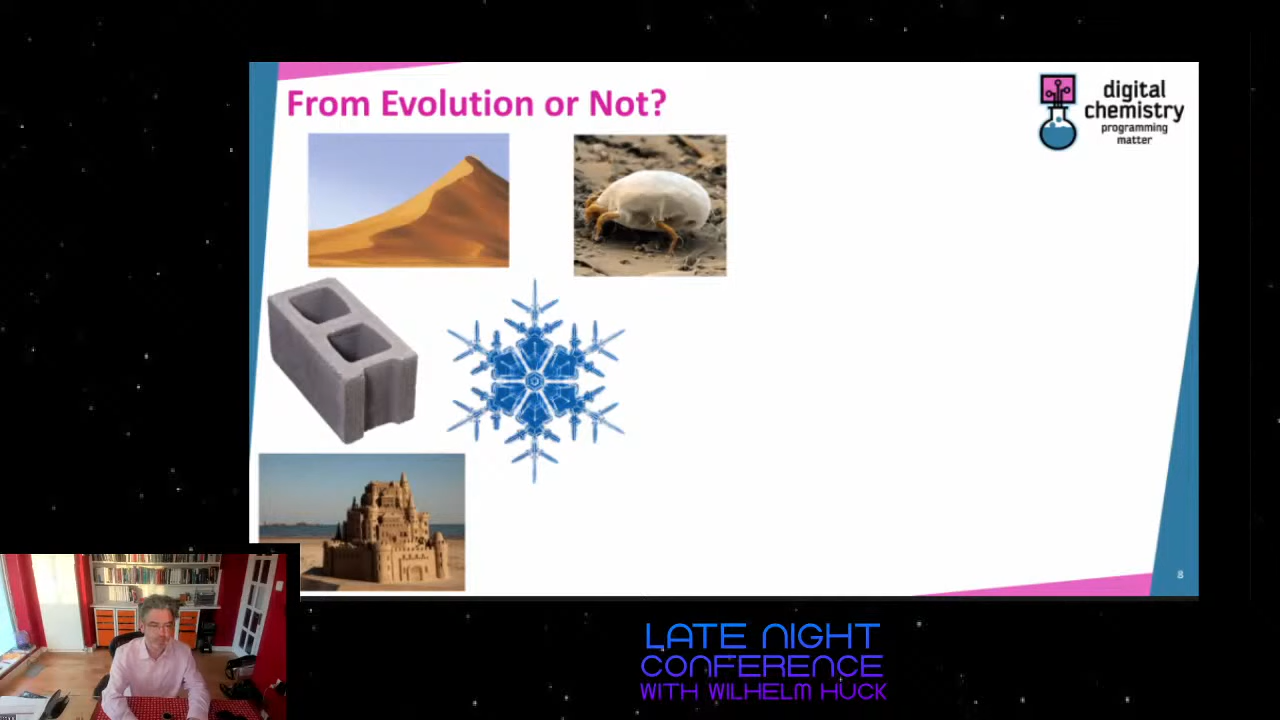 From Evolution or Not?
digital
chemistry
programming
matter
8
LATE NIGHT
CONFERENCE
WITH WILHELM HUCK